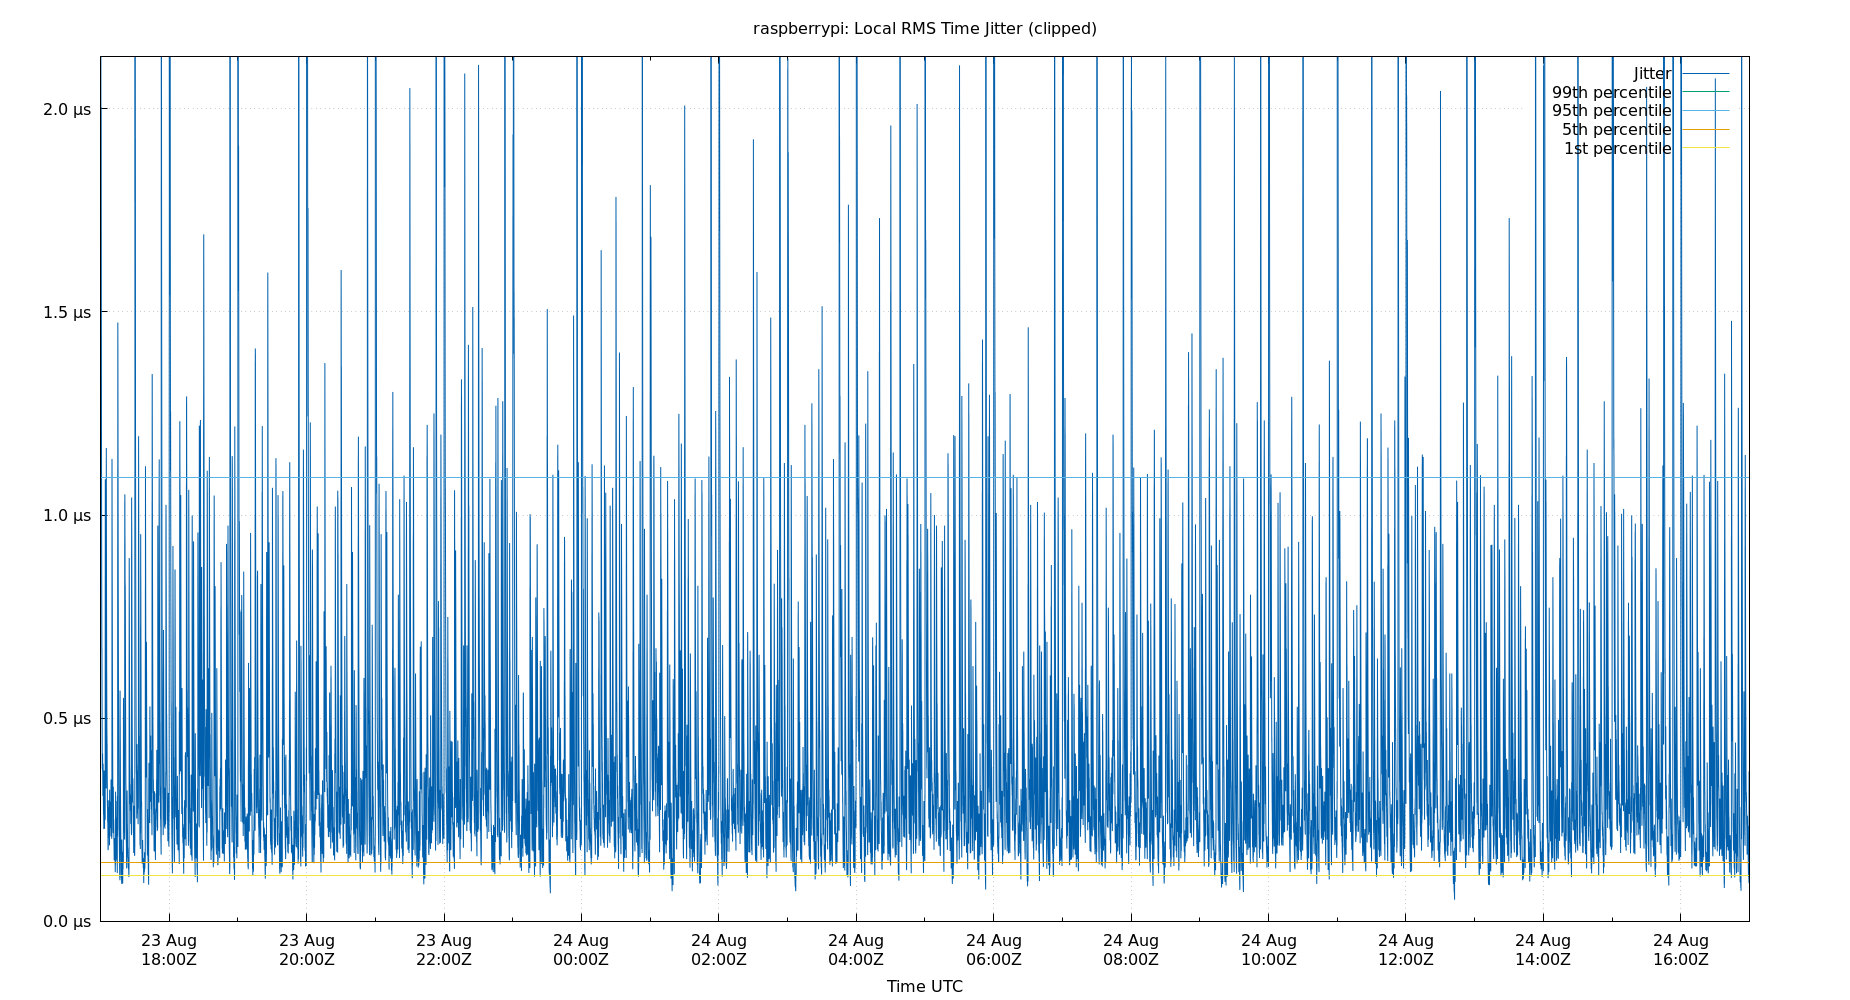 raspberrypi: Local RMS Time Jitter (clipped)
Jitter
99th percentile
95th percentile
5th percentile
1st percentile
2.0 μs
1.5 μs
1.0 μs
0.5 μs
0.0 μs
23 Aug 23 Aug 23 Aug 24 Aug 24 Aug 24 Aug 24 Aug 24 Aug 24 Aug 24 Aug 24 Aug 24 Aug
18:00Z 20:00Z 22:00Z 00:00Z 02:00Z 04:00Z 06:00Z 08:00Z 10:00Z 12:00Z 14:00Z 16:00Z
Time UTC